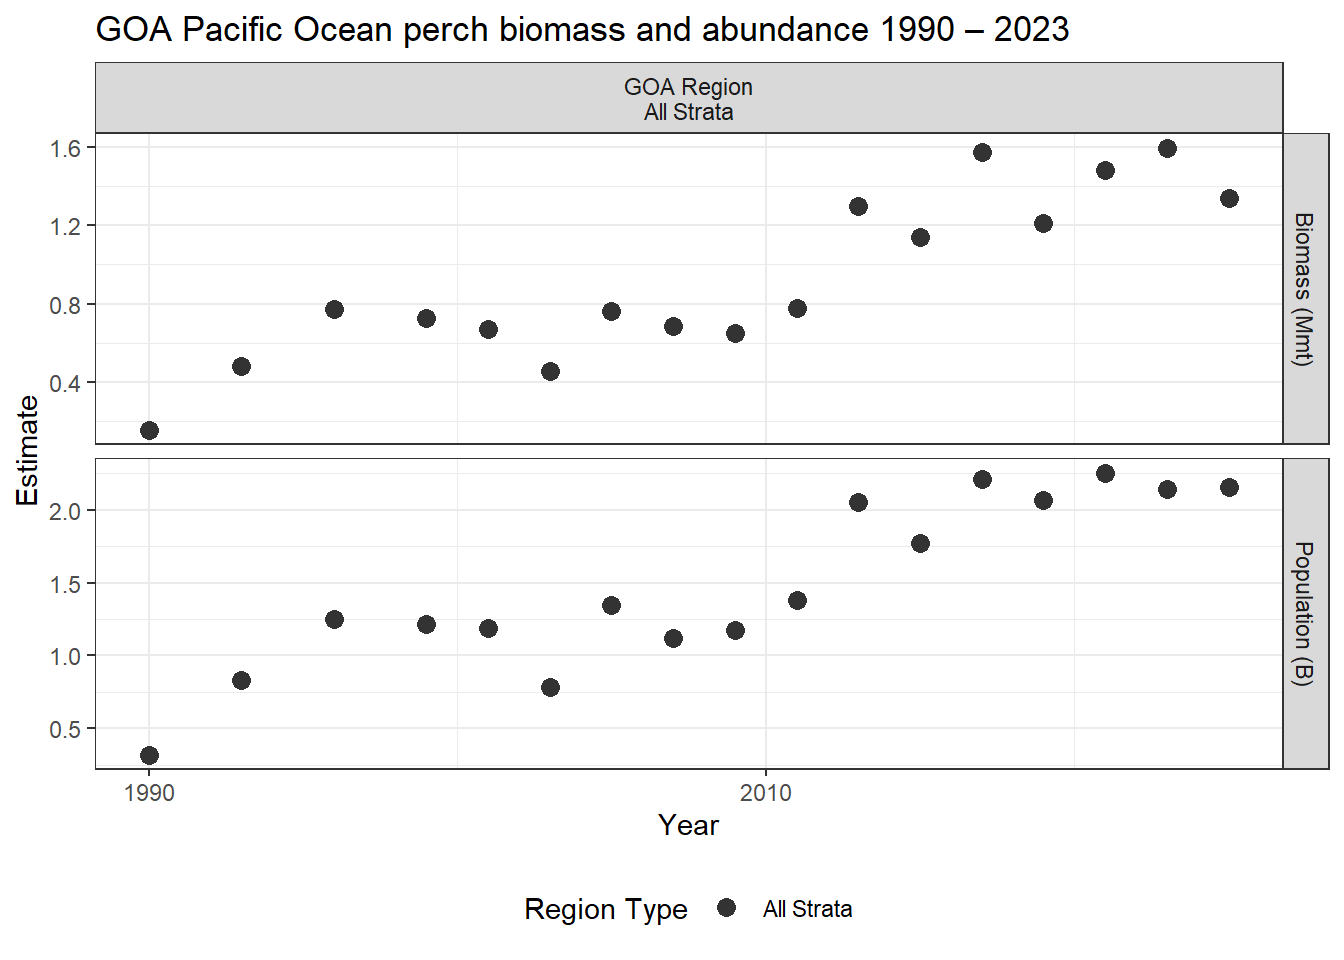 GOA Pacific Ocean perch biomass and abundance 1990 – 2023
GOA Region
All Strata
1.6
1.2
0.8
0.4
Biomass (Mmt)
Estimate
2.0
1.5
1.0
0.5
Population (B)
1990 2010
Year
Region Type All Strata